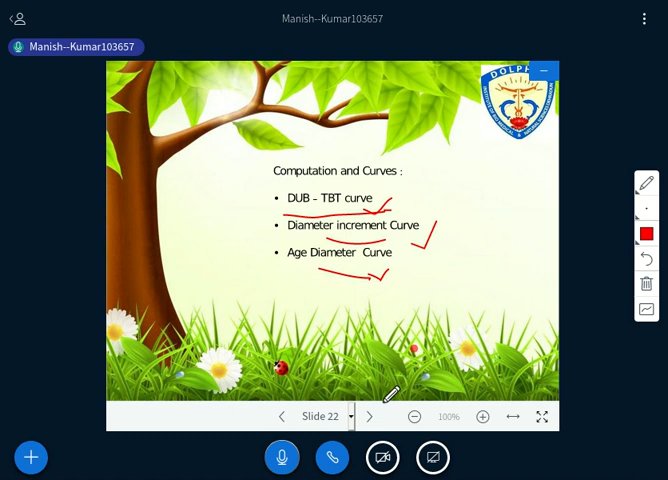 Manish--Kumar103657
Manish--Kumar103657
DOLPH
Computation and Curves :
• DUB - TBT curve
• Diameter increment Curve
• Age Diameter Curve
Slide 22
100%